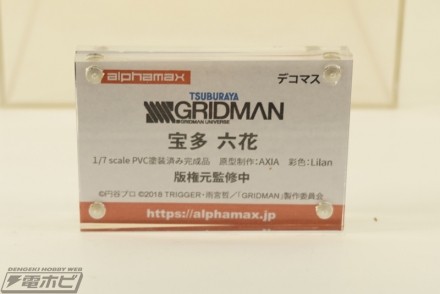 alphamax
デコマス
TSUBURAYA
GRIDMAN
GRIDMAN UNIVERSE
宝多 六花
1/7 scale PVC塗装済み完成品 原型制作：AXIA 彩色：Lilan
版権元監修中
©円谷プロ ©2018 TRIGGER・雨宮哲／「GRIDMAN」製作委員会
https://alphamax.jp
DENGEKI HOBBY WEB
電ホビ